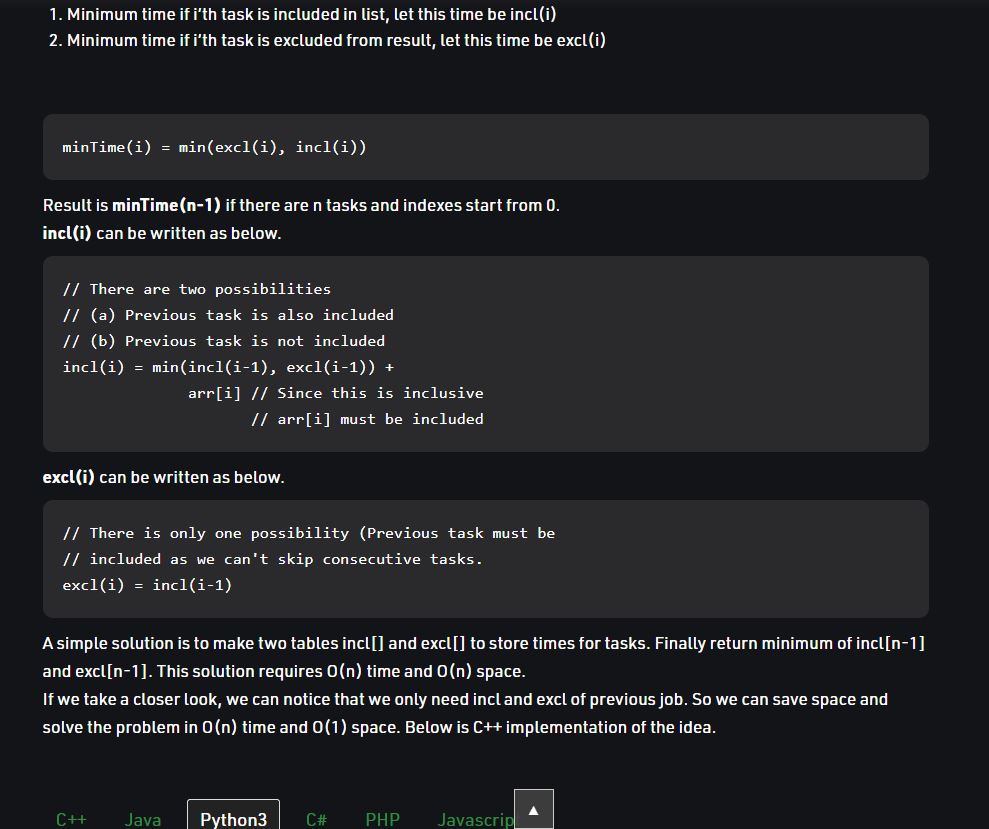 1. Minimum time if i’th task is included in list, let this time be incl(i)
2. Minimum time if i’th task is excluded from result, let this time be excl(i)
minTime(i) = min(excl(i), incl(i))
Result is minTime(n-1) if there are n tasks and indexes start from 0.
incl(i) can be written as below.
// There are two possibilities
// (a) Previous task is also included
// (b) Previous task is not included
incl(i) = min(incl(i-1), excl(i-1)) +
arr[i] // Since this is inclusive
// arr[i] must be included
excl(i) can be written as below.
// There is only one possibility (Previous task must be
// included as we can't skip consecutive tasks.
excl(i) = incl(i-1)
A simple solution is to make two tables incl[] and excl[] to store times for tasks. Finally return minimum of incl[n-1]
and excl[n-1]. This solution requires O(n) time and O(n) space.
If we take a closer look, we can notice that we only need incl and excl of previous job. So we can save space and
solve the problem in O(n) time and O(1) space. Below is C++ implementation of the idea.
C++ Java Python3 C# PHP Javascrip